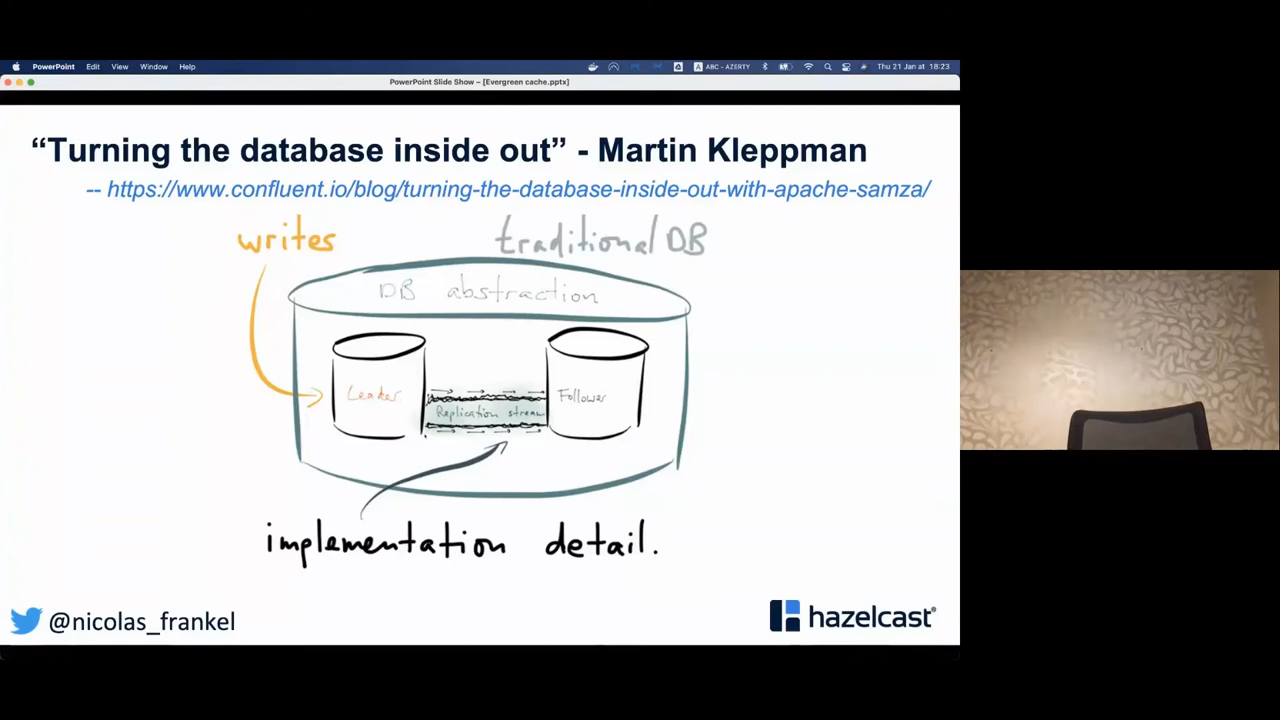 PowerPoint Edit View Window Help ABC - AZERTY Thu 21 Jan at 18:23
PowerPoint Slide Show – [Evergreen cache.pptx]
“Turning the database inside out” - Martin Kleppman
-- https://www.confluent.io/blog/turning-the-database-inside-out-with-apache-samza/
writes
traditional DB
DB abstraction
Leader
Follower
Replication stream
implementation detail.
@nicolas_frankel
hazelcast